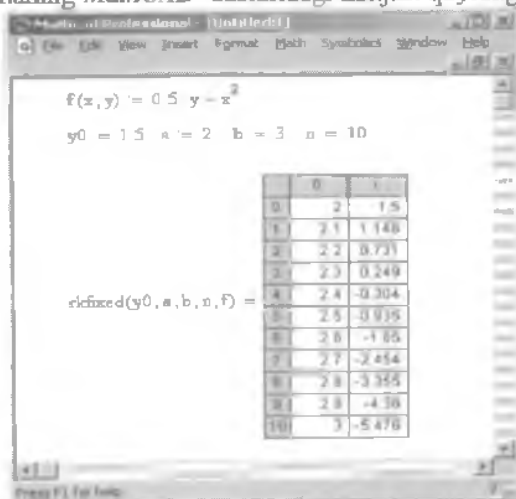 Mathcad Professional - [Untitled:1]
File Edit View Insert Format Math Symbolics Window Help
f(x,y) := 0.5 y − x²
y0 := 1.5 a := 2 b := 3 n := 10
0 1
0 2 1.5
1 2.1 1.148
2 2.2 0.731
3 2.3 0.249
4 2.4 -0.304
rkfixed(y0,a,b,n,f) =
5 2.5 -0.935
6 2.6 -1.65
7 2.7 -2.454
8 2.8 -3.355
9 2.9 -4.36
10 3 -5.476
Press F1 for help.